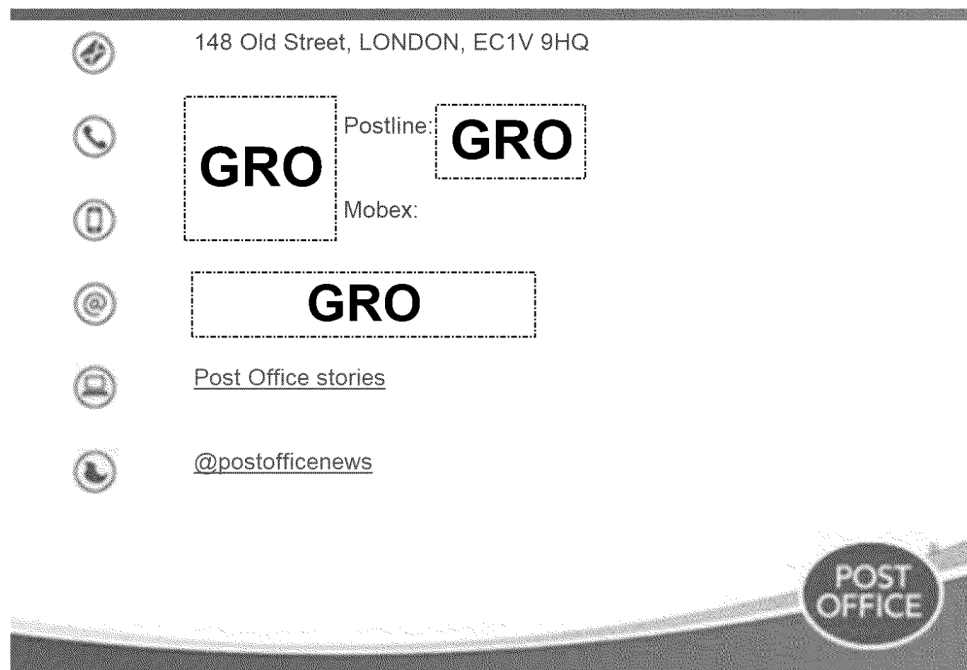 148 Old Street, LONDON, EC1V 9HQ
GRO
Postline:
GRO
Mobex:
GRO
Post Office stories
@postofficenews
POST
OFFICE